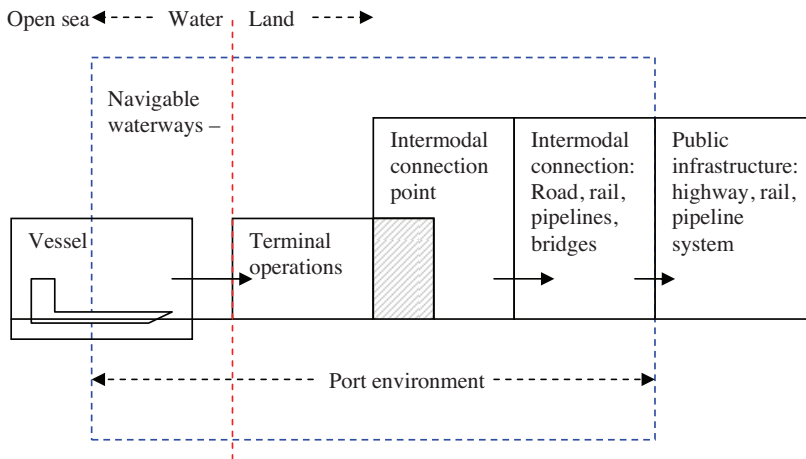 Open sea
Water
Land
Navigable
waterways –
Intermodal
connection
point
Intermodal
connection:
Road, rail,
pipelines,
bridges
Public
infrastructure:
highway, rail,
pipeline
system
Vessel
Terminal
operations
Port environment